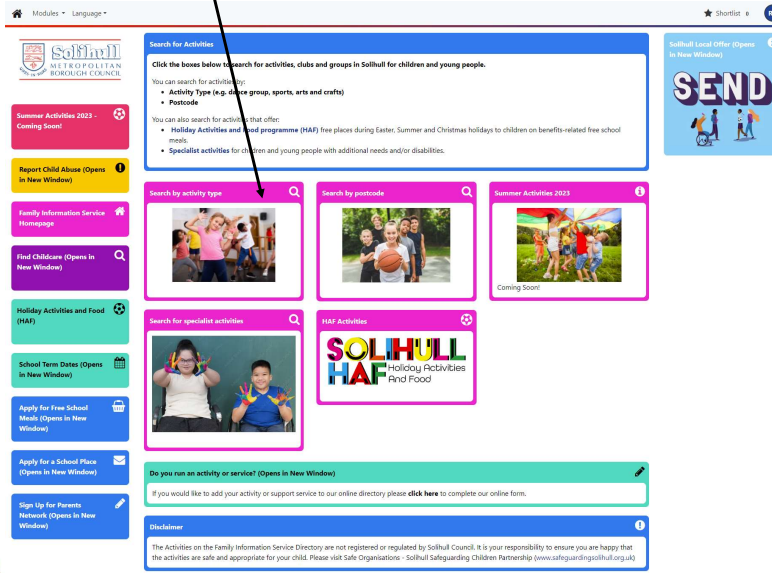 Modules Language Shortlist 0
Solihull
METROPOLITAN
BOROUGH COUNCIL
Summer Activities 2023 -
Coming Soon!
Report Child Abuse (Opens
in New Window)
Family Information Service
Homepage
Find Childcare (Opens in
New Window)
Holiday Activities and Food
(HAF)
School Term Dates (Opens
in New Window)
Apply for Free School
Meals (Opens in New
Window)
Apply for a School Place
(Opens in New Window)
Sign Up for Parents
Network (Opens in New
Window)
Search for Activities
Click the boxes below to search for activities, clubs and groups in Solihull for children and young people.
You can search for activities by:
• Activity Type (e.g. dance group, sports, arts and crafts)
• Postcode
You can also search for activities that offer:
• Holiday Activities and Food programme (HAF) free places during Easter, Summer and Christmas holidays to children on benefits-related free school
meals.
• Specialist activities for children and young people with additional needs and/or disabilities.
Search by activity type
Search by postcode
Summer Activities 2023
Coming Soon!
Search for specialist activities
HAF Activities
SOLIHULL
HAF Holiday Activities
And Food
Do you run an activity or service? (Opens in New Window)
If you would like to add your activity or support service to our online directory please click here to complete our online form.
Disclaimer
The Activities on the Family Information Service Directory are not registered or regulated by Solihull Council. It is your responsibility to ensure you are happy that
the activities are safe and appropriate for your child. Please visit Safe Organisations - Solihull Safeguarding Children Partnership (www.safeguardingsolihull.org.uk)
Solihull Local Offer (Opens
in New Window)
SEND